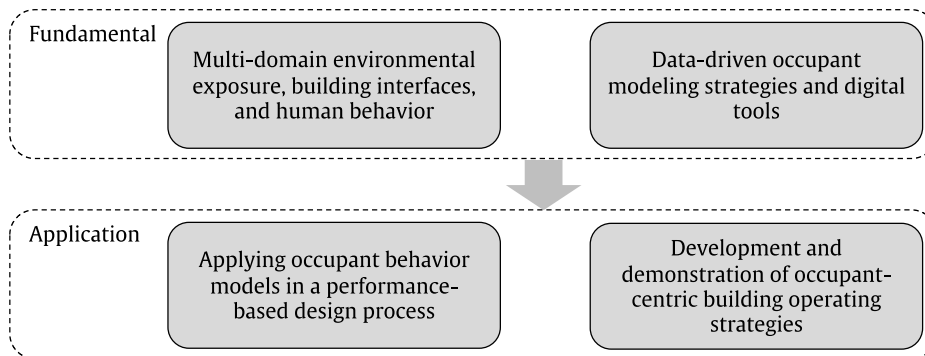 Fundamental
Multi-domain environmental
exposure, building interfaces,
and human behavior
Data-driven occupant
modeling strategies and digital
tools
Application
Applying occupant behavior
models in a performance-
based design process
Development and
demonstration of occupant-
centric building operating
strategies